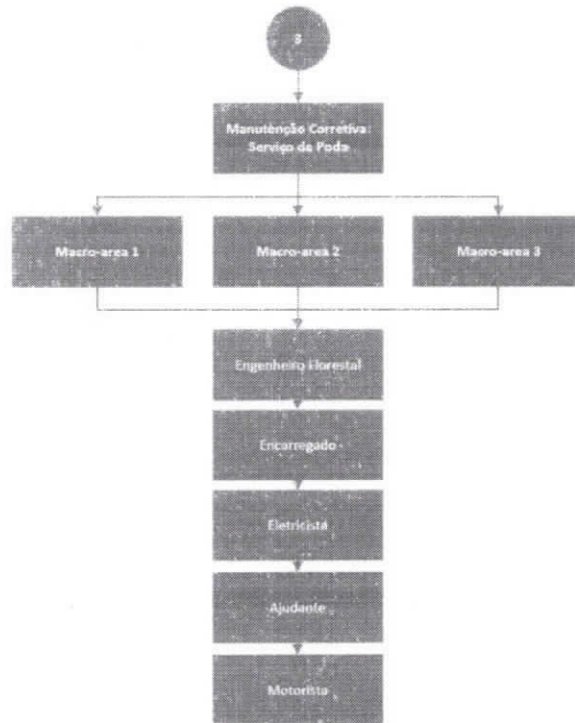 3
Manutenção Corretiva:
Serviço de Poda
Macro-area 1
Macro-area 2
Macro-area 3
Engenheiro Florestal
Encarregado
Eletricista
Ajudante
Motorista